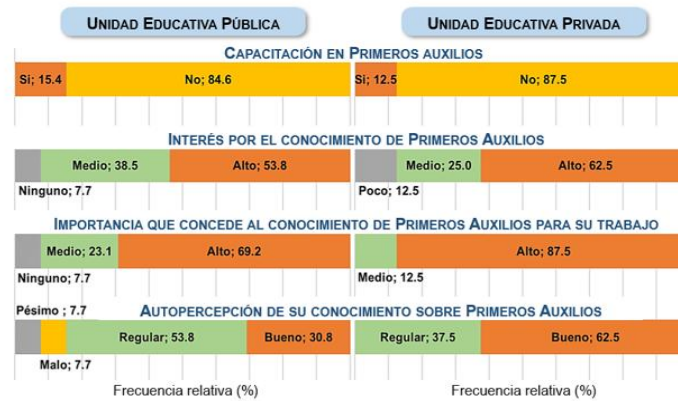 UNIDAD EDUCATIVA PÚBLICA
UNIDAD EDUCATIVA PRIVADA
CAPACITACIÓN EN PRIMEROS AUXILIOS
Si; 15.4 No; 84.6 Si; 12.5 No; 87.5
INTERÉS POR EL CONOCIMIENTO DE PRIMEROS AUXILIOS
Medio; 38.5 Alto; 53.8 Medio; 25.0 Alto; 62.5
Ninguno; 7.7 Poco; 12.5
IMPORTANCIA QUE CONCEDE AL CONOCIMIENTO DE PRIMEROS AUXILIOS PARA SU TRABAJO
Medio; 23.1 Alto; 69.2 Alto; 87.5
Ninguno; 7.7 Medio; 12.5
Pésimo ; 7.7 AUTOPERCEPCIÓN DE SU CONOCIMIENTO SOBRE PRIMEROS AUXILIOS
Regular; 53.8 Bueno; 30.8 Regular; 37.5 Bueno; 62.5
Malo; 7.7
Frecuencia relativa (%) Frecuencia relativa (%)